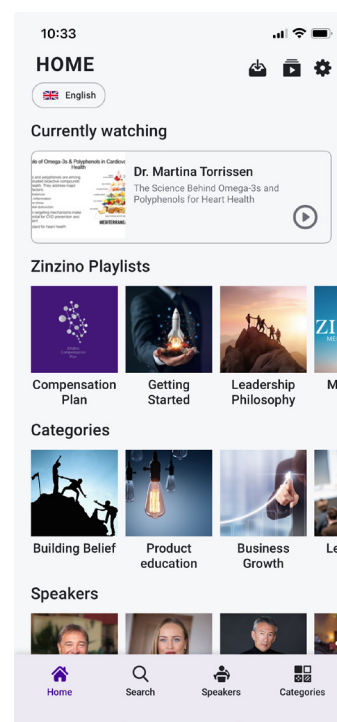 10:33
HOME
English
Currently watching
Dr. Martina Torrissen
The Science Behind Omega-3s and
Polyphenols for Heart Health
Health
Zinzino Playlists
Compensation
Plan
Getting
Started
Leadership
Philosophy
M
Categories
Building Belief
Product
education
Business
Growth
Le
Speakers
Home
Search
Speakers
Categories